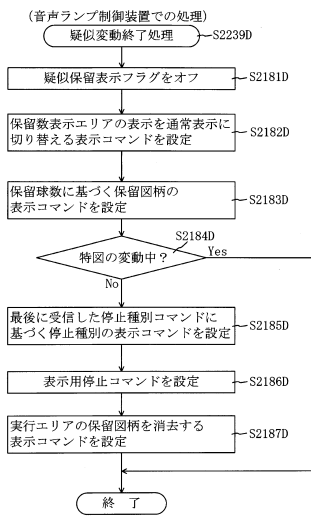 (音声ランプ制御装置での処理)
疑似変動終了処理
S2239D
疑似保留表示フラグをオフ
S2181D
保留数表示エリアの表示を通常表示に
切り替える表示コマンドを設定
S2182D
保留球数に基づく保留図柄の
表示コマンドを設定
S2183D
S2184D
特図の変動中?
Yes
No
最後に受信した停止種別コマンドに
基づく停止種別の表示コマンドを設定
S2185D
表示用停止コマンドを設定
S2186D
実行エリアの保留図柄を消去する
表示コマンドを設定
S2187D
終 了